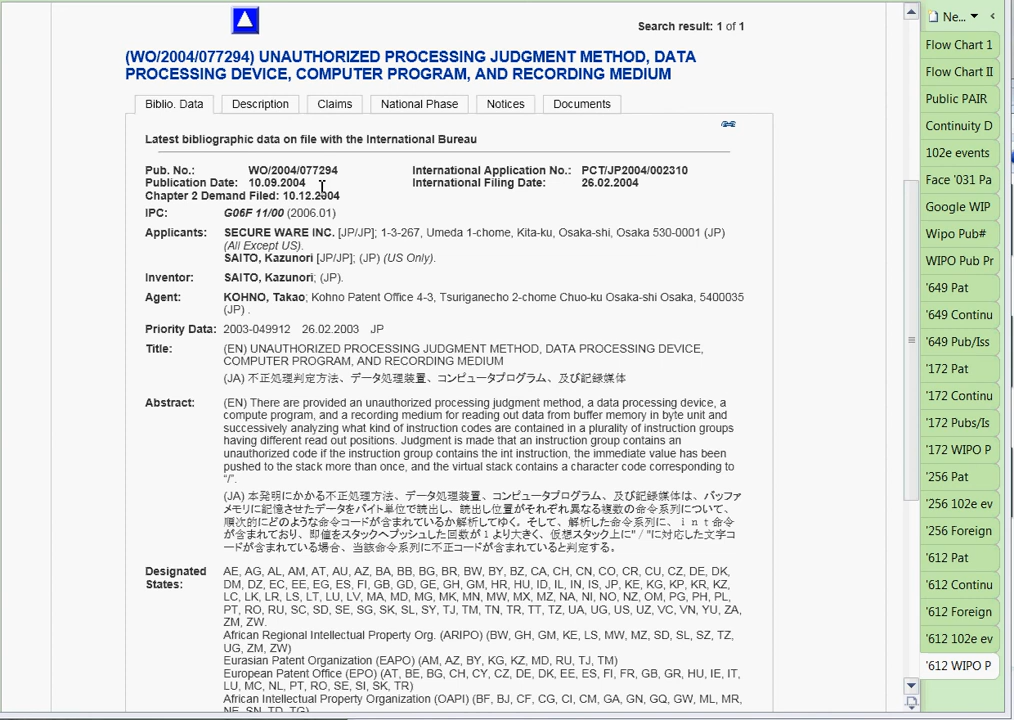 Search result: 1 of 1
(WO/2004/077294) UNAUTHORIZED PROCESSING JUDGMENT METHOD, DATA
PROCESSING DEVICE, COMPUTER PROGRAM, AND RECORDING MEDIUM
Biblio. Data Description Claims National Phase Notices Documents
Latest bibliographic data on file with the International Bureau
Pub. No.: WO/2004/077294 International Application No.: PCT/JP2004/002310
Publication Date: 10.09.2004 International Filing Date: 26.02.2004
Chapter 2 Demand Filed: 10.12.2004
IPC: G06F 11/00 (2006.01)
Applicants: SECURE WARE INC. [JP/JP]; 1-3-267, Umeda 1-chome, Kita-ku, Osaka-shi, Osaka 530-0001 (JP)
(All Except US).
SAITO, Kazunori [JP/JP]; (JP) (US Only).
Inventor: SAITO, Kazunori; (JP).
Agent: KOHNO, Takao; Kohno Patent Office 4-3, Tsuriganecho 2-chome Chuo-ku Osaka-shi Osaka, 5400035
(JP) .
Priority Data: 2003-049912 26.02.2003 JP
Title: (EN) UNAUTHORIZED PROCESSING JUDGMENT METHOD, DATA PROCESSING DEVICE,
COMPUTER PROGRAM, AND RECORDING MEDIUM
(JA) 不正処理判定方法、データ処理装置、コンピュータプログラム、及び記録媒体
Abstract: (EN) There are provided an unauthorized processing judgment method, a data processing device, a
compute program, and a recording medium for reading out data from buffer memory in byte unit and
successively analyzing what kind of instruction codes are contained in a plurality of instruction groups
having different read out positions. Judgment is made that an instruction group contains an
unauthorized code if the instruction group contains the int instruction, the immediate value has been
pushed to the stack more than once, and the virtual stack contains a character code corresponding to
“/”.
(JA) 本発明にかかる不正処理方法、データ処理装置、コンピュータプログラム、及び記録媒体は、バッファ
メモリに記憶させたデータをバイト単位で読出し、読出し位置がそれぞれ異なる複数の命令系列について、
順次的にどのような命令コードが含まれているか解析してゆく。そして、解析した命令系列に、ｉｎｔ命令
が含まれており、即値をスタックへプッシュした回数が１より大きく、仮想スタック上に"／"に対応した文字コ
ードが含まれている場合、当該命令系列に不正コードが含まれていると判定する。
Designated AE, AG, AL, AM, AT, AU, AZ, BA, BB, BG, BR, BW, BY, BZ, CA, CH, CN, CO, CR, CU, CZ, DE, DK,
States: DM, DZ, EC, EE, EG, ES, FI, GB, GD, GE, GH, GM, HR, HU, ID, IL, IN, IS, JP, KE, KG, KP, KR, KZ,
LC, LK, LR, LS, LT, LU, LV, MA, MD, MG, MK, MN, MW, MX, MZ, NA, NI, NO, NZ, OM, PG, PH, PL,
PT, RO, RU, SC, SD, SE, SG, SK, SL, SY, TJ, TM, TN, TR, TT, TZ, UA, UG, US, UZ, VC, VN, YU, ZA,
ZM, ZW.
African Regional Intellectual Property Org. (ARIPO) (BW, GH, GM, KE, LS, MW, MZ, SD, SL, SZ, TZ,
UG, ZM, ZW)
Eurasian Patent Organization (EAPO) (AM, AZ, BY, KG, KZ, MD, RU, TJ, TM)
European Patent Office (EPO) (AT, BE, BG, CH, CY, CZ, DE, DK, EE, ES, FI, FR, GB, GR, HU, IE, IT,
LU, MC, NL, PT, RO, SE, SI, SK, TR)
African Intellectual Property Organization (OAPI) (BF, BJ, CF, CG, CI, CM, GA, GN, GQ, GW, ML, MR,
NE, SN, TD, TG)
Ne...
Flow Chart 1
Flow Chart II
Public PAIR
Continuity D
102e events
Face '031 Pa
Google WIP
Wipo Pub#
WIPO Pub Pr
'649 Pat
'649 Continu
'649 Pub/Iss
'172 Pat
'172 Continu
'172 Pubs/Is
'172 WIPO P
'256 Pat
'256 102e ev
'256 Foreign
'612 Pat
'612 Continu
'612 Foreign
'612 102e ev
'612 WIPO P